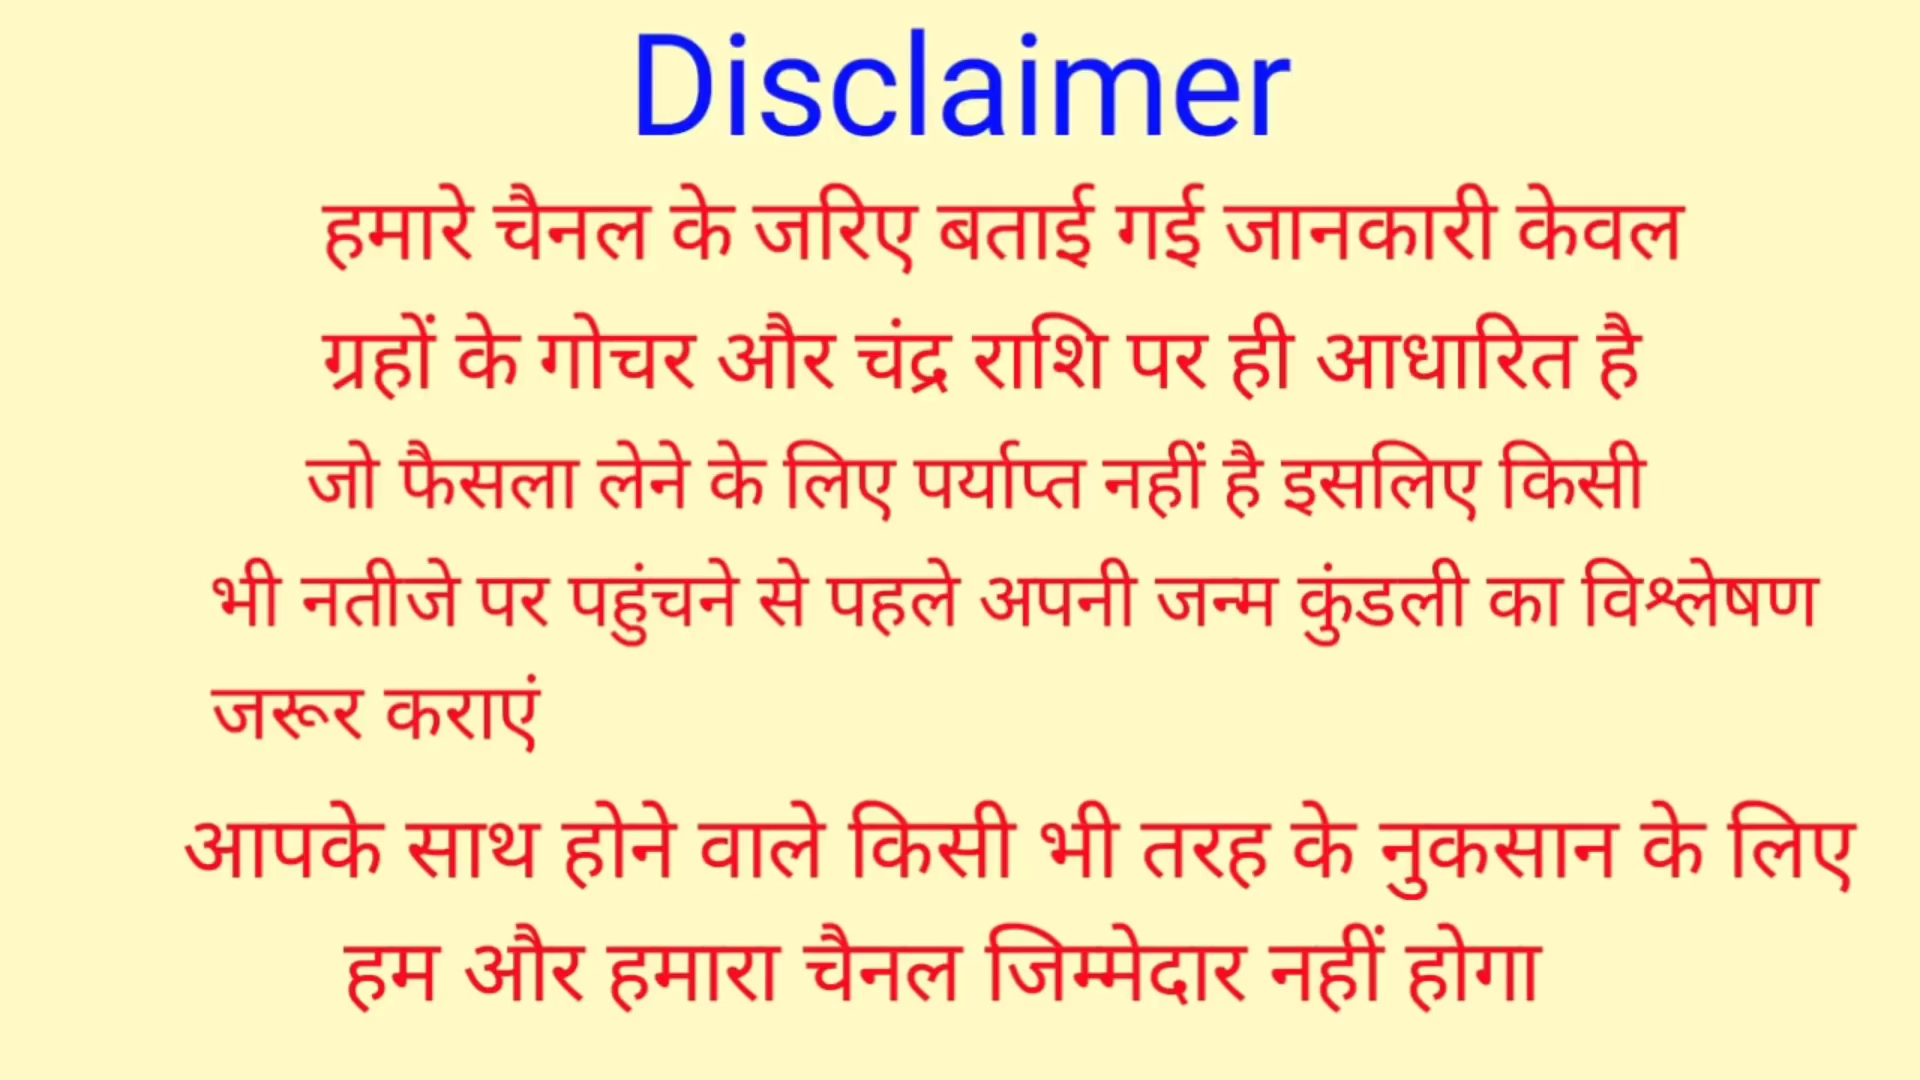 Disclaimer
हमारे चैनल के जरिए बताई गई जानकारी केवल
ग्रहों के गोचर और चंद्र राशि पर ही आधारित है
जो फैसला लेने के लिए पर्याप्त नहीं है इसलिए किसी
भी नतीजे पर पहुंचने से पहले अपनी जन्म कुंडली का विश्लेषण
जरूर कराएं
आपके साथ होने वाले किसी भी तरह के नुकसान के लिए
हम और हमारा चैनल जिम्मेदार नहीं होगा